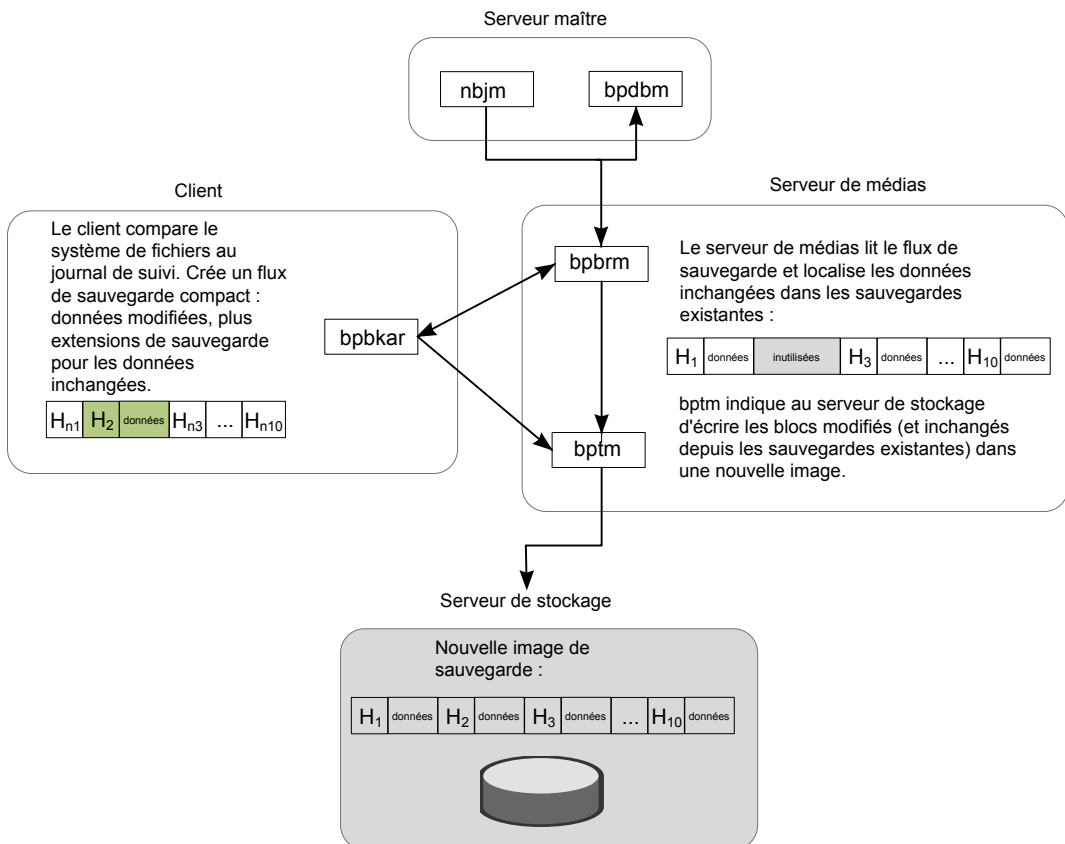 Serveur maître
nbjm
bpdbm
Client
Le client compare le
système de fichiers au
journal de suivi. Crée un flux
de sauvegarde compact :
données modifiées, plus
extensions de sauvegarde
pour les données
inchangées.
Hn1 H2 données Hn3 ... Hn10
bpbkar
Serveur de médias
bpbrm
Le serveur de médias lit le flux de
sauvegarde et localise les données
inchangées dans les sauvegardes
existantes :
H1 données inutilisées H3 données ... H10 données
bptm indique au serveur de stockage
d'écrire les blocs modifiés (et inchangés
depuis les sauvegardes existantes) dans
une nouvelle image.
bptm
Serveur de stockage
Nouvelle image de
sauvegarde :
H1 données H2 données H3 données ... H10 données